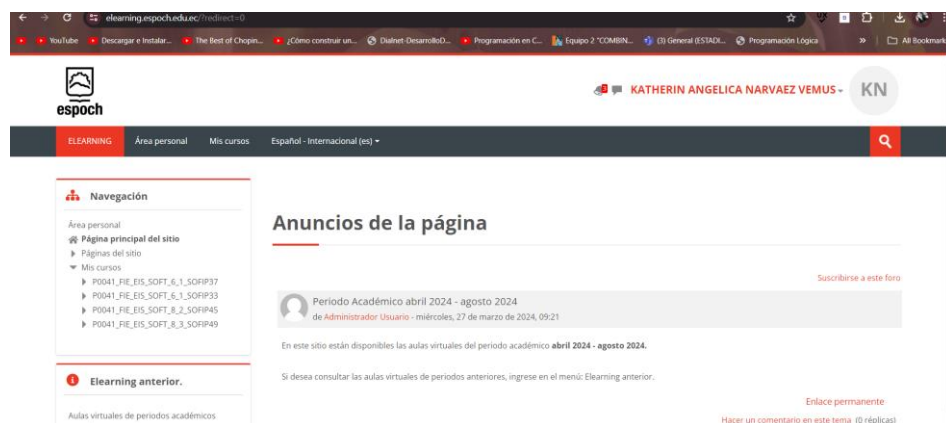 elearning.espoch.edu.ec/?redirect=0
YouTube
Descargar e Instalar...
The Best of Chopin...
¿Cómo construir un...
Dialnet-DesarrolloD...
Programación en C...
Equipo 2 "COMBIN...
(3) General (ESTADI...
Programación Lógica
»
All Bookmark
espoch
KATHERIN ANGELICA NARVAEZ VEMUS
KN
ELEARNING
Área personal
Mis cursos
Español - Internacional (es)
Navegación
Área personal
Página principal del sitio
Páginas del sitio
Mis cursos
P0041_FIE_EIS_SOFT_6_1_SOFIP37
P0041_FIE_EIS_SOFT_6_1_SOFIP33
P0041_FIE_EIS_SOFT_8_2_SOFIP45
P0041_FIE_EIS_SOFT_8_3_SOFIP49
Elearning anterior.
Aulas virtuales de periodos académicos
Anuncios de la página
Suscribirse a este foro
Periodo Académico abril 2024 - agosto 2024
de Administrador Usuario - miércoles, 27 de marzo de 2024, 09:21
En este sitio están disponibles las aulas virtuales del periodo académico abril 2024 - agosto 2024.
Si desea consultar las aulas virtuales de periodos anteriores, ingrese en el menú: Elearning anterior.
Enlace permanente
Hacer un comentario en este tema (0 réplicas)